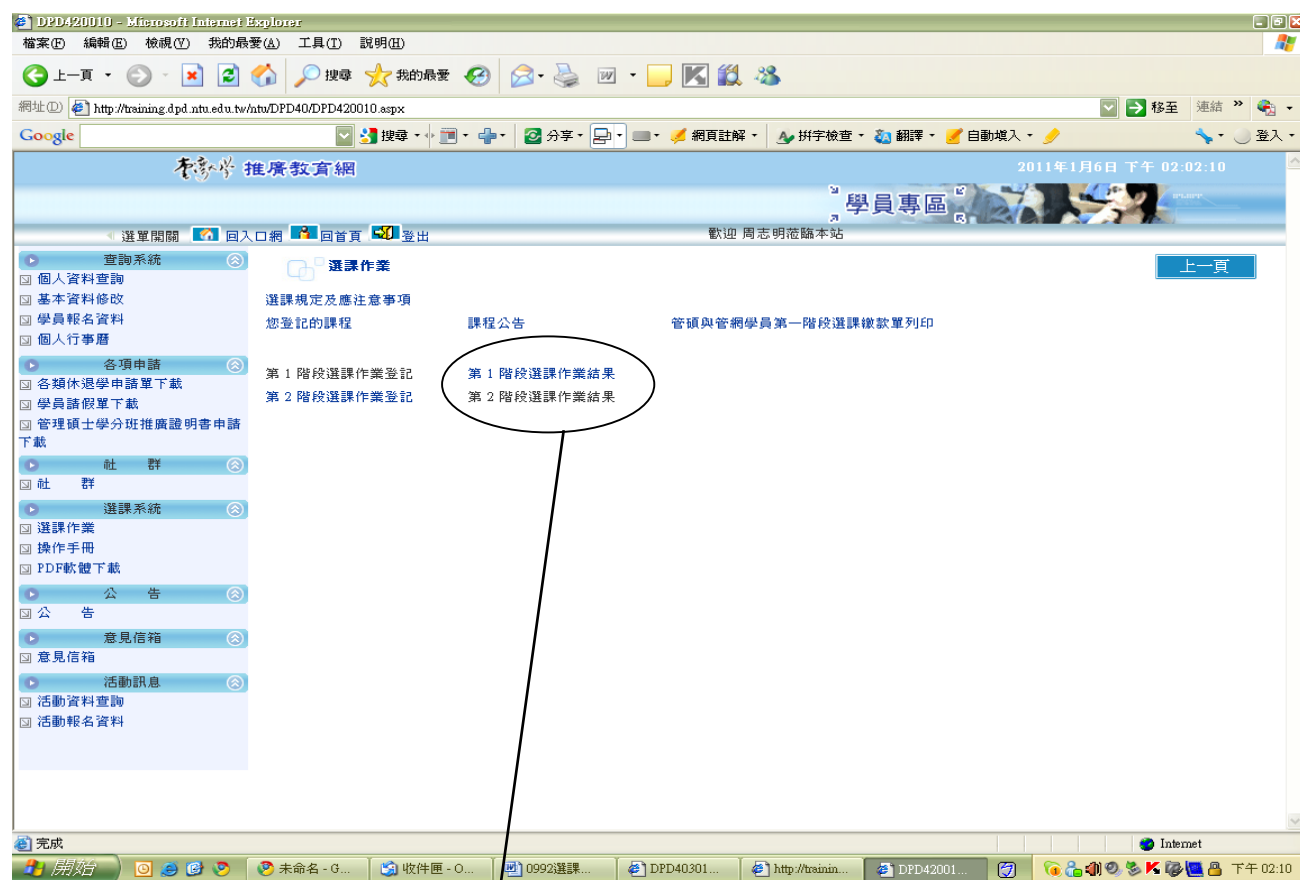 DPD420010 - Microsoft Internet Explorer
檔案(F) 編輯(E) 檢視(V) 我的最愛(A) 工具(T) 說明(H)
上一頁 搜尋 我的最愛
網址(D) http://training.dpd.ntu.edu.tw/ntu/DPD40/DPD420010.aspx 移至 連結 »
Google 搜尋 分享 網頁註解 拼字檢查 翻譯 自動填入 登入
推廣教育網 2011年1月6日 下午 02:02:10
學員專區
選單開關 回入口網 回首頁 登出 歡迎 周志明蒞臨本站
查詢系統
個人資料查詢
基本資料修改
學員報名資料
個人行事曆
各項申請
各類休退學申請單下載
學員請假單下載
管理碩士學分班推廣證明書申請
下載
社 群
社 群
選課系統
選課作業
操作手冊
PDF軟體下載
公 告
公 告
意見信箱
意見信箱
活動訊息
活動資料查詢
活動報名資料
選課作業 上一頁
選課規定及應注意事項
您登記的課程 課程公告 管碩與管網學員第一階段選課繳款單列印
第 1 階段選課作業登記 第 1 階段選課作業結果
第 2 階段選課作業登記 第 2 階段選課作業結果
完成 Internet
開始 未命名 - G... 收件匣 - O... 0992選課... DPD40301... http://trainin... DPD42001... 下午 02:10